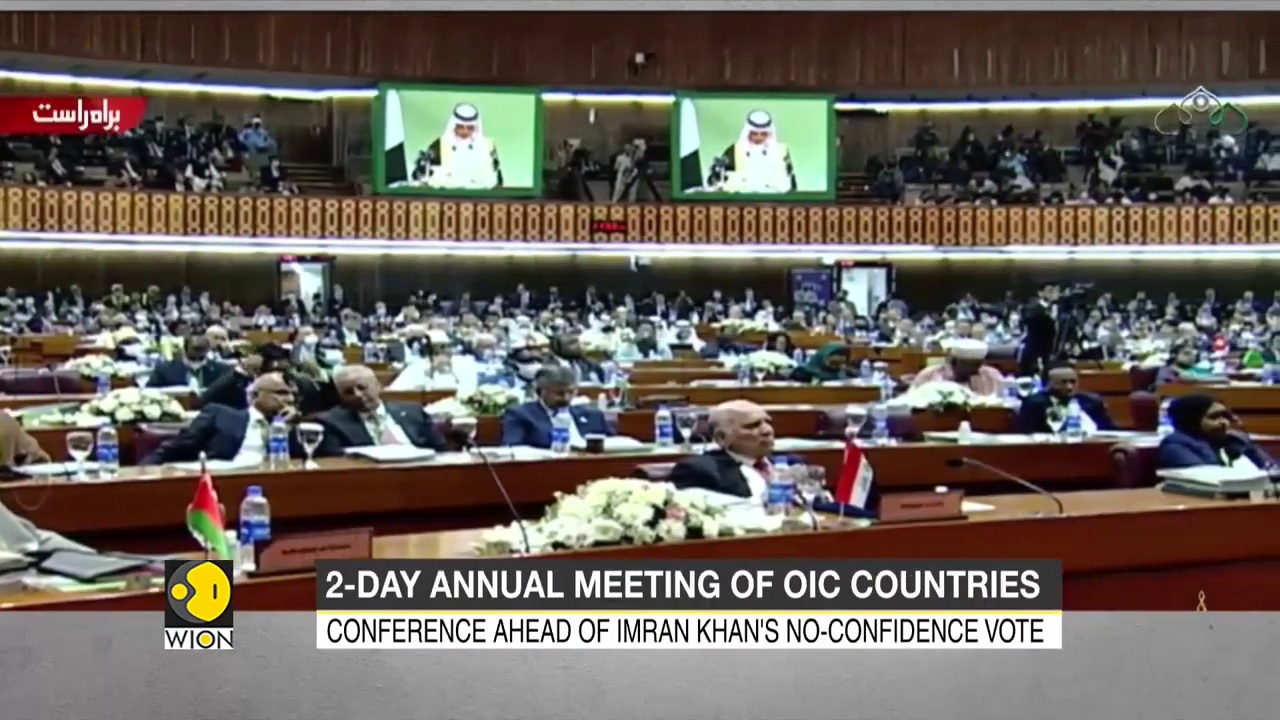 براہ راست
2-DAY ANNUAL MEETING OF OIC COUNTRIES
CONFERENCE AHEAD OF IMRAN KHAN'S NO-CONFIDENCE VOTE
WION